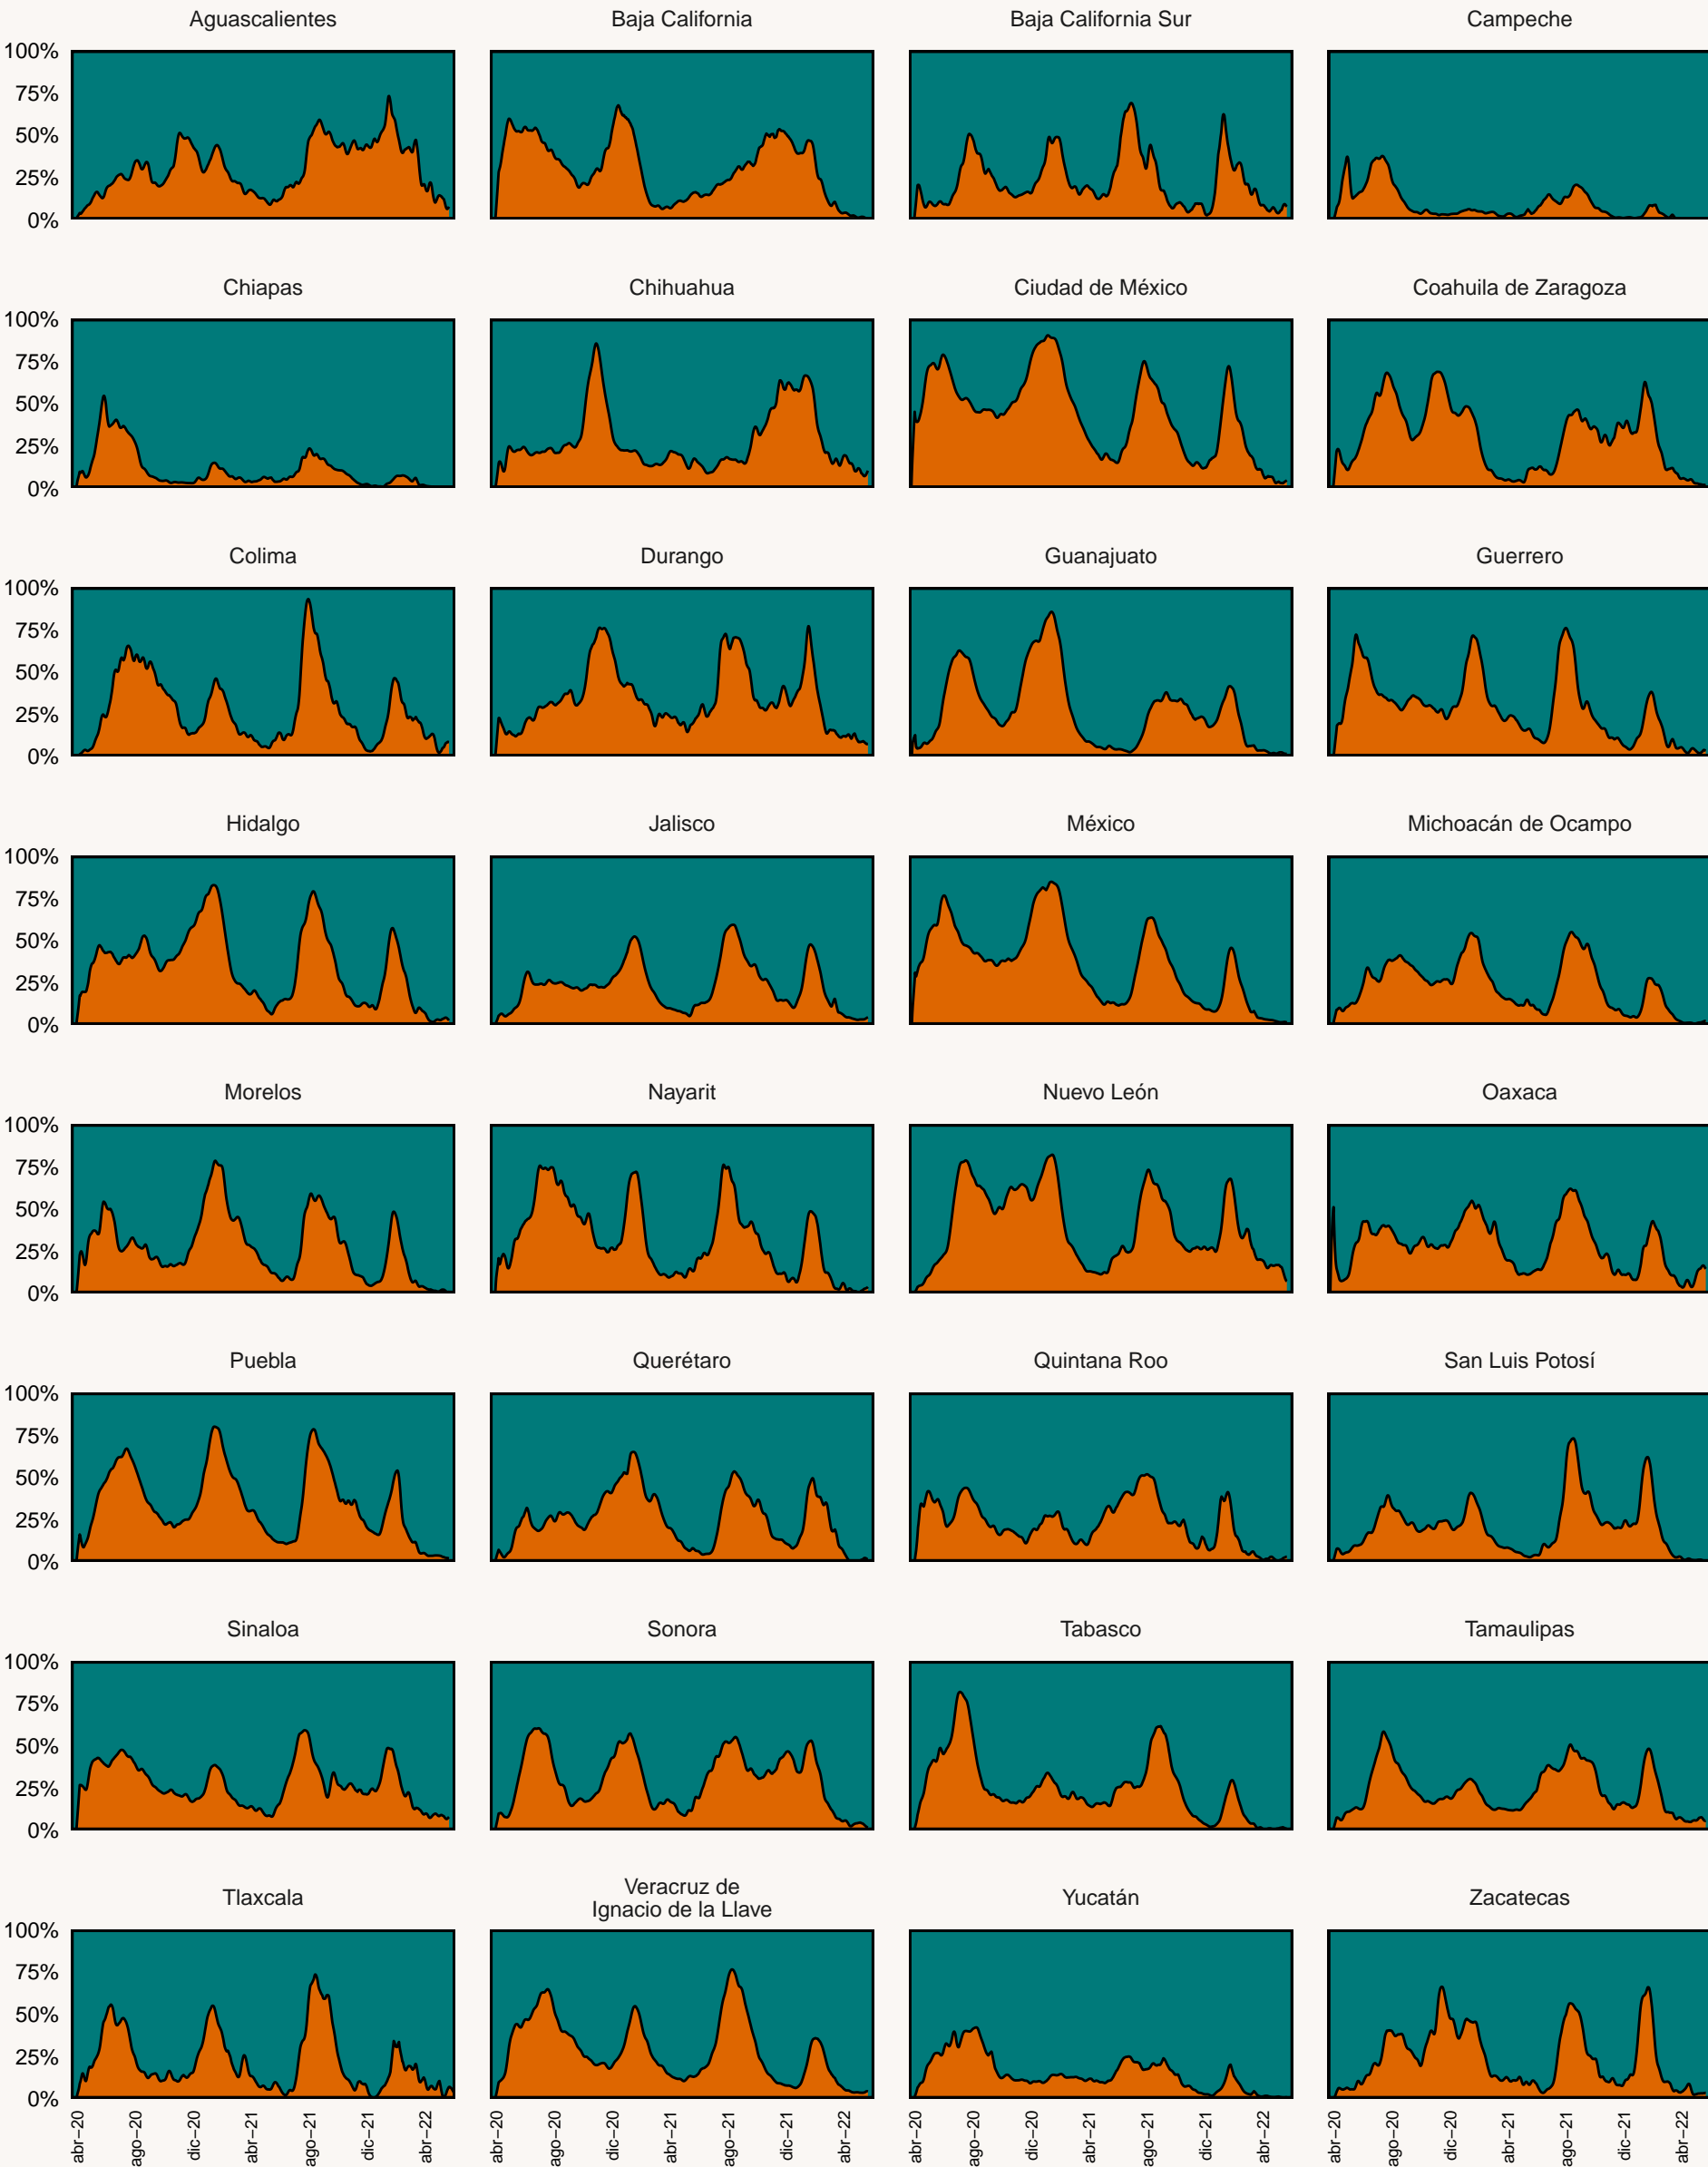 Aguascalientes
Baja California
Baja California Sur
Campeche
100%
75%
50%
25%
0%
Chiapas
Chihuahua
Ciudad de México
Coahuila de Zaragoza
100%
75%
50%
25%
0%
Colima
Durango
Guanajuato
Guerrero
100%
75%
50%
25%
0%
Hidalgo
Jalisco
México
Michoacán de Ocampo
100%
75%
50%
25%
0%
Morelos
Nayarit
Nuevo León
Oaxaca
100%
75%
50%
25%
0%
Puebla
Querétaro
Quintana Roo
San Luis Potosí
100%
75%
50%
25%
0%
Sinaloa
Sonora
Tabasco
Tamaulipas
100%
75%
50%
25%
0%
Tlaxcala
Veracruz de
Ignacio de la Llave
Yucatán
Zacatecas
100%
75%
50%
25%
0%
abr−20
ago−20
dic−20
abr−21
ago−21
dic−21
abr−22
abr−20
ago−20
dic−20
abr−21
ago−21
dic−21
abr−22
abr−20
ago−20
dic−20
abr−21
ago−21
dic−21
abr−22
abr−20
ago−20
dic−20
abr−21
ago−21
dic−21
abr−22